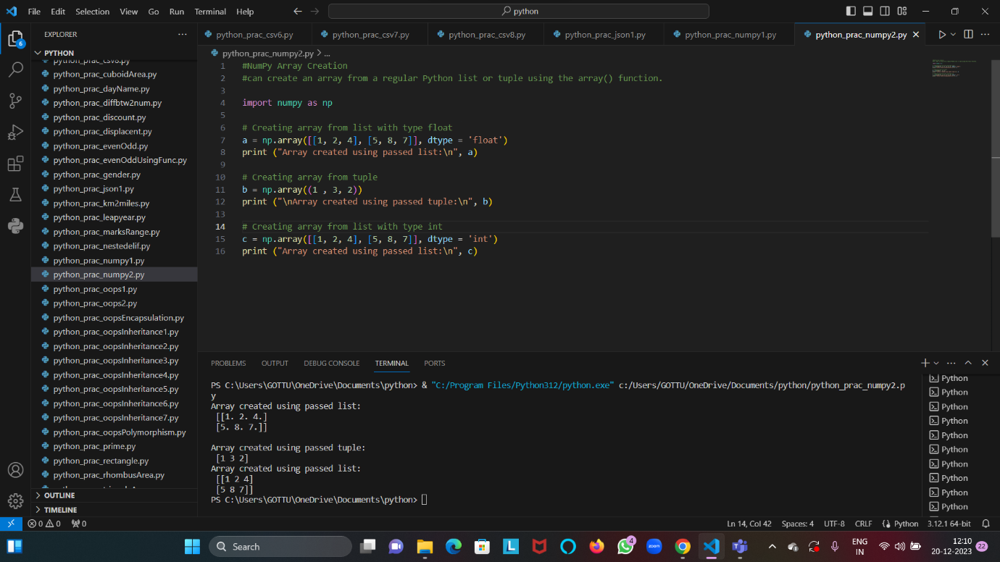 File Edit Selection View Go Run Terminal Help
python
EXPLORER
python_prac_csv6.py python_prac_csv7.py python_prac_csv8.py python_prac_json1.py python_prac_numpy1.py python_prac_numpy2.py
PYTHON
python_prac_csv8.py
python_prac_cuboidArea.py
python_prac_dayName.py
python_prac_diffbtw2num.py
python_prac_discount.py
python_prac_displacent.py
python_prac_evenOdd.py
python_prac_evenOddUsingFunc.py
python_prac_gender.py
python_prac_json1.py
python_prac_km2miles.py
python_prac_leapyear.py
python_prac_marksRange.py
python_prac_nestedelif.py
python_prac_numpy1.py
python_prac_numpy2.py
python_prac_oops1.py
python_prac_oops2.py
python_prac_oopsEncapsulation.py
python_prac_oopsInheritance1.py
python_prac_oopsInheritance2.py
python_prac_oopsInheritance3.py
python_prac_oopsInheritance4.py
python_prac_oopsInheritance5.py
python_prac_oopsInheritance6.py
python_prac_oopsInheritance7.py
python_prac_oopsPolymorphism.py
python_prac_prime.py
python_prac_rectangle.py
python_prac_rhombusArea.py
OUTLINE
TIMELINE
6
python_prac_numpy2.py > ...
1 #NumPy Array Creation
2 #can create an array from a regular Python list or tuple using the array() function.
3
4 import numpy as np
5
6 # Creating array from list with type float
7 a = np.array([[1, 2, 4], [5, 8, 7]], dtype = 'float')
8 print ("Array created using passed list:\n", a)
9
10 # Creating array from tuple
11 b = np.array((1 , 3, 2))
12 print ("\nArray created using passed tuple:\n", b)
13
14 # Creating array from list with type int
15 c = np.array([[1, 2, 4], [5, 8, 7]], dtype = 'int')
16 print ("Array created using passed list:\n", c)
PROBLEMS OUTPUT DEBUG CONSOLE TERMINAL PORTS
PS C:\Users\GOTTU\OneDrive\Documents\python> & "C:/Program Files/Python312/python.exe" c:/Users/GOTTU/OneDrive/Documents/python/python_prac_numpy2.p
y
Array created using passed list:
[[1. 2. 4.]
[5. 8. 7.]]
Array created using passed tuple:
[1 3 2]
Array created using passed list:
[[1 2 4]
[5 8 7]]
PS C:\Users\GOTTU\OneDrive\Documents\python>
Python
Python
Python
Python
Python
Python
Python
Python
Python
Python
0 0 0 Ln 14, Col 42 Spaces: 4 UTF-8 CRLF Python 3.12.1 64-bit
Search
4
zoom
ENG
IN
12:10
20-12-2023
22